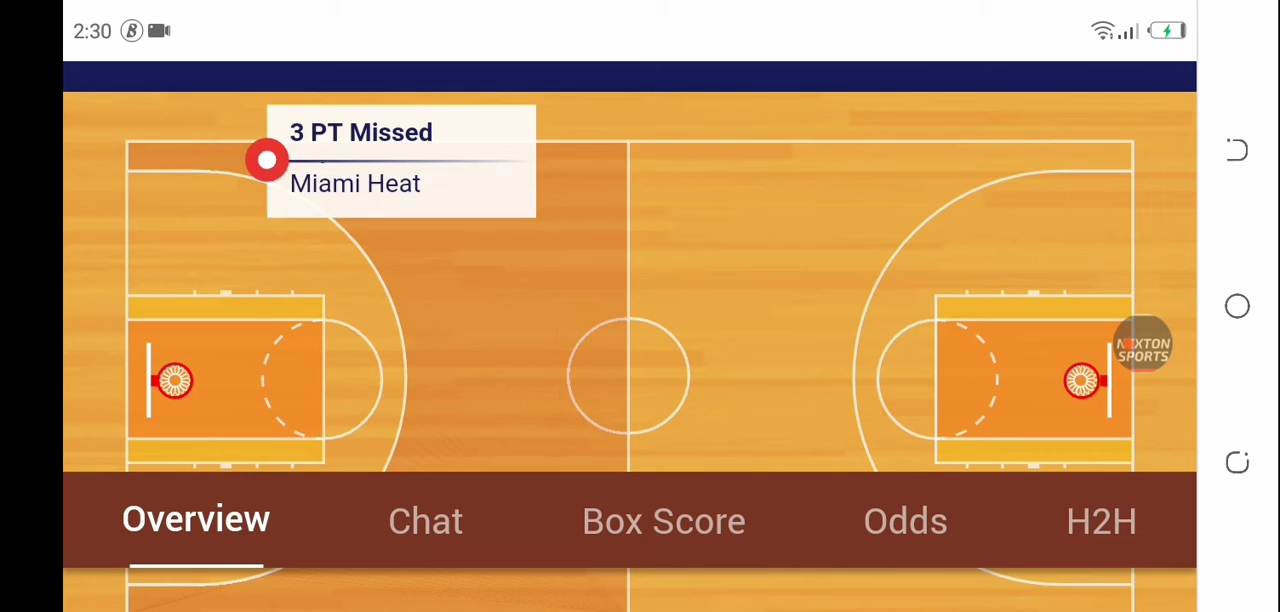 2:30
3 PT Missed
Miami Heat
NEXTON
SPORTS
Overview Chat Box Score Odds H2H